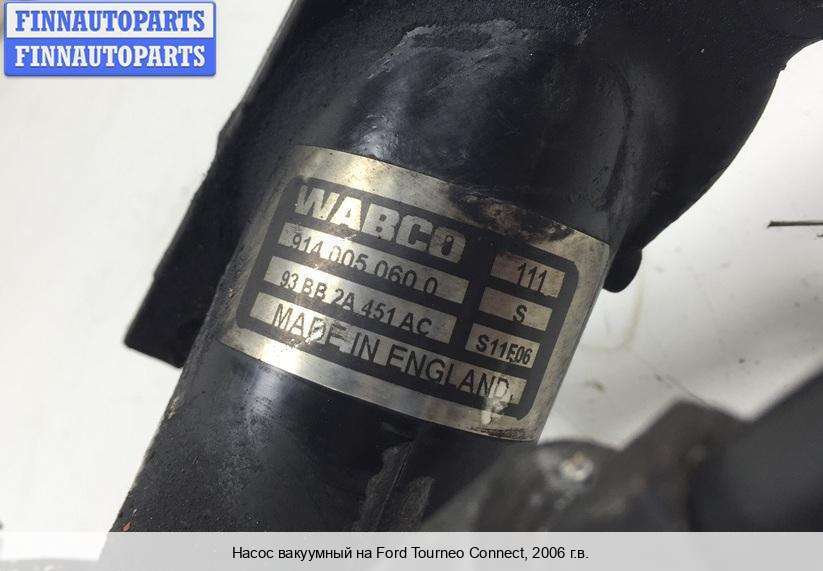 FINNAUTOPARTS
FINNAUTOPARTS
WABCO
914 005 060 0
111
93 BB 2A 451 AC
S
MADE IN ENGLAND.
S11E06
Насос вакуумный на Ford Tourneo Connect, 2006 г.в.